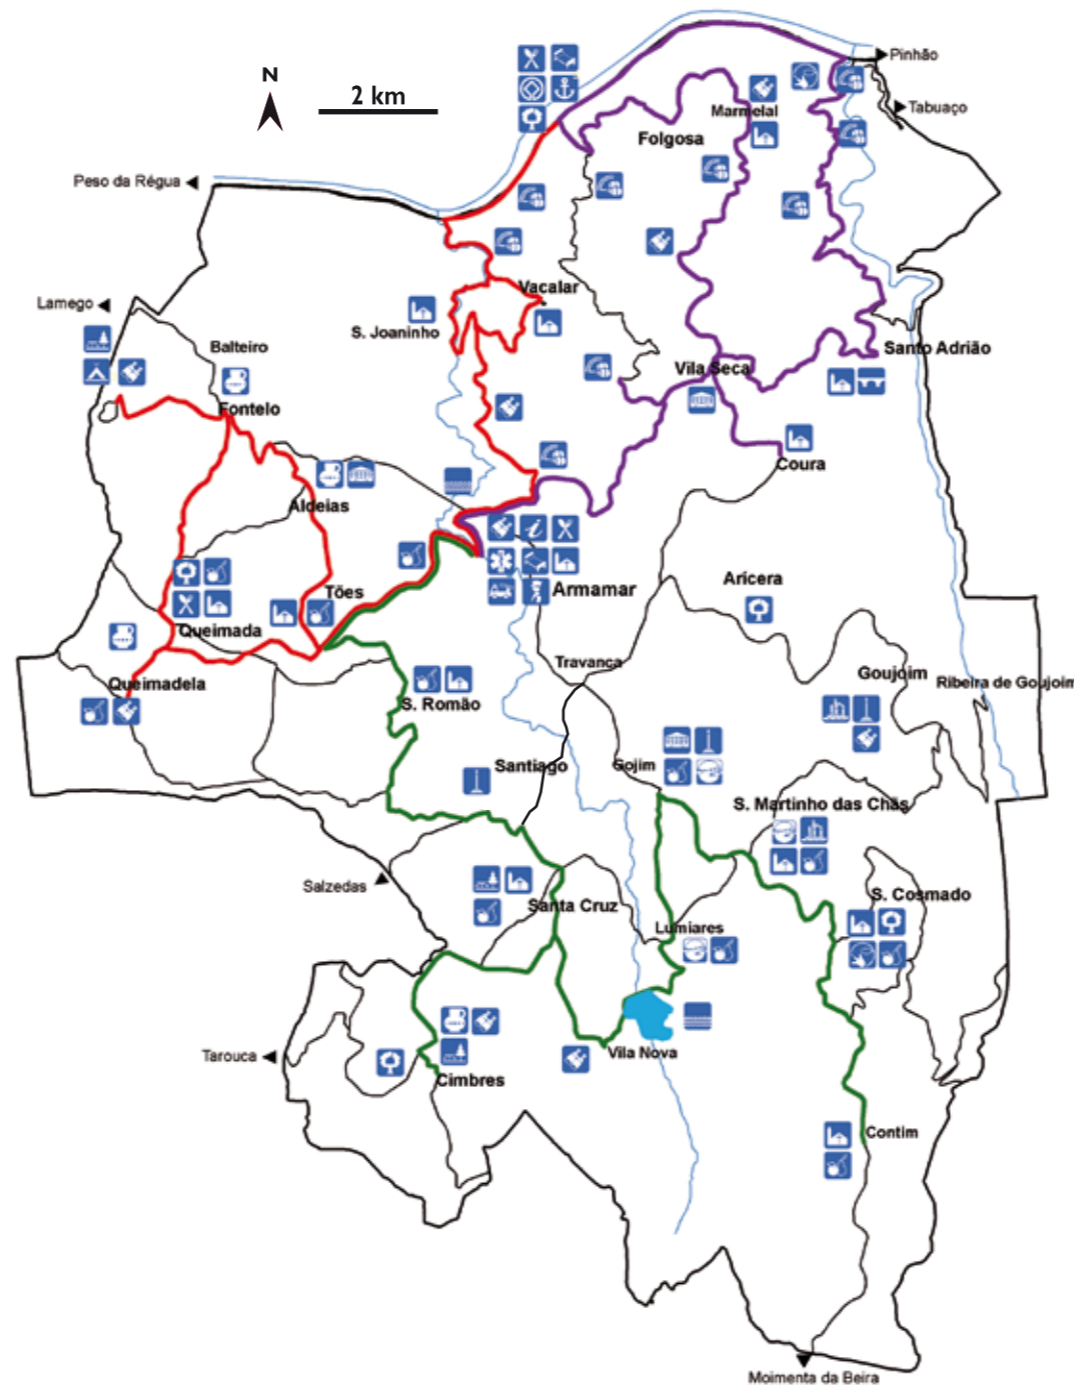 Pinhão
N
2 km
Tabuaço
Marmelal
Folgosa
Peso da Régua
Vacalar
Lamego
S. Joaninho
Balteiro
Santo Adrião
Vila Seca
Fontelo
Coura
Aldeias
i
Aricera
Armamar
Tões
Queimada
Travança
Goujoim
Ribeira de Goujoim
Queimadela
S. Romão
Santiago
Gojim
S. Martinho das Chãs
Salzedas
S. Cosmado
Santa Cruz
Lumiares
Tarouca
Vila Nova
Cimbres
Contim
Moimenta da Beira